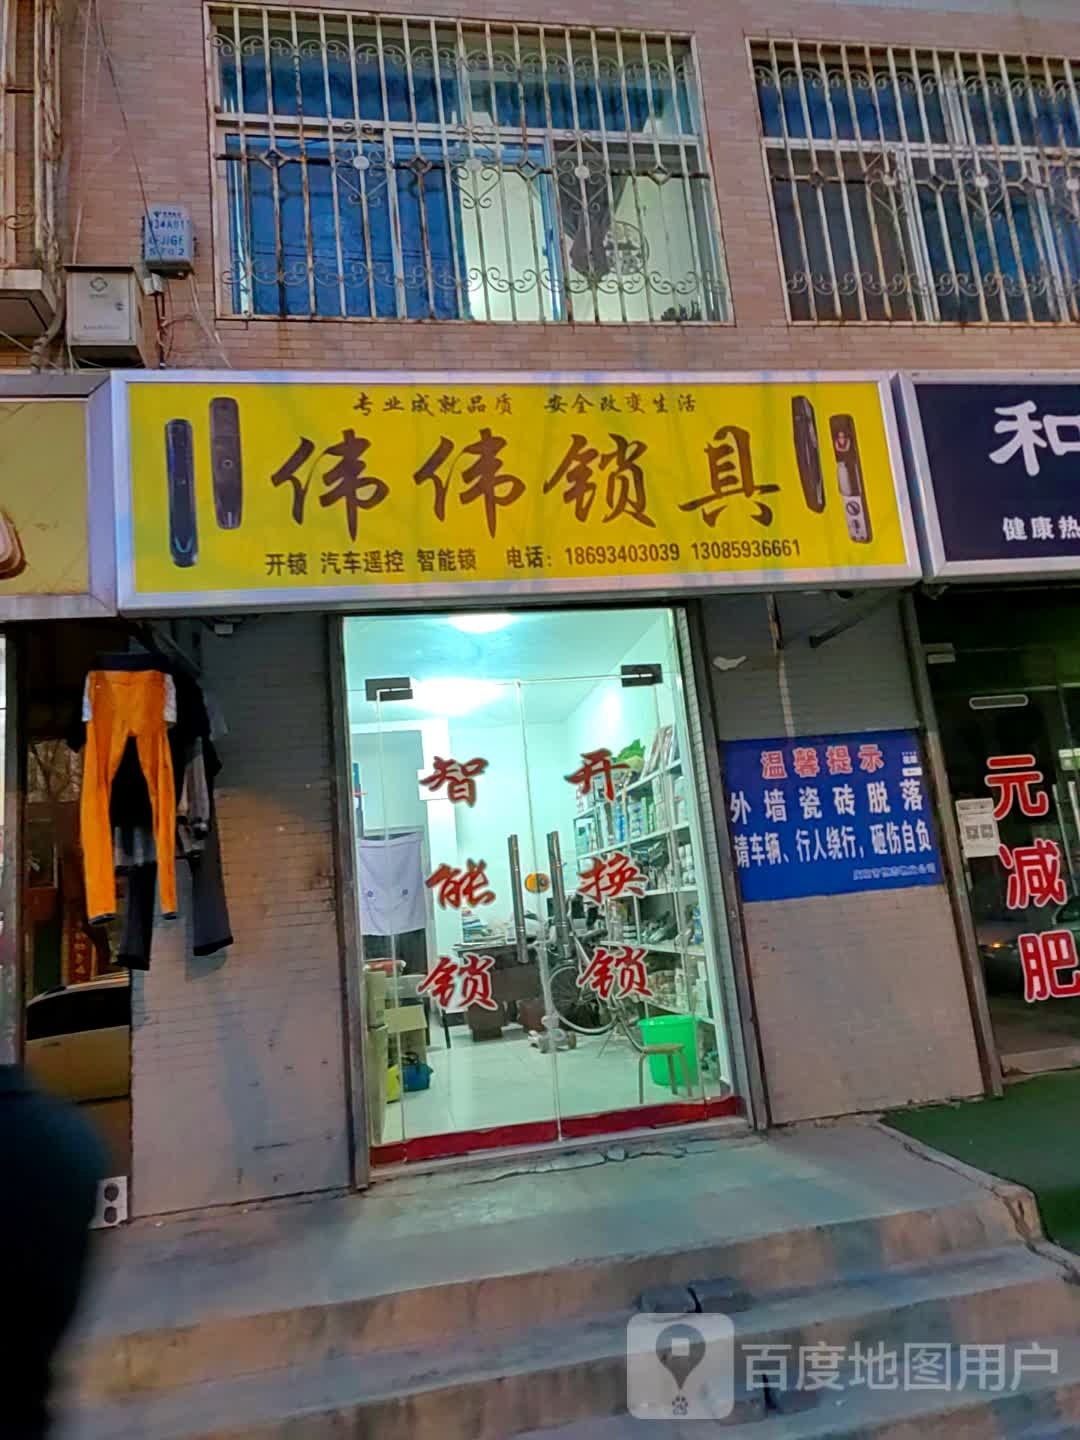 专业成就品质 安全改变生活
伟伟锁具
开锁 汽车遥控 智能锁 电话：18693403039 13085936661
和
健康热
智能锁
开换锁
温馨提示
外墙瓷砖脱落
请车辆、行人绕行，砸伤自负
元减肥
百度地图用户